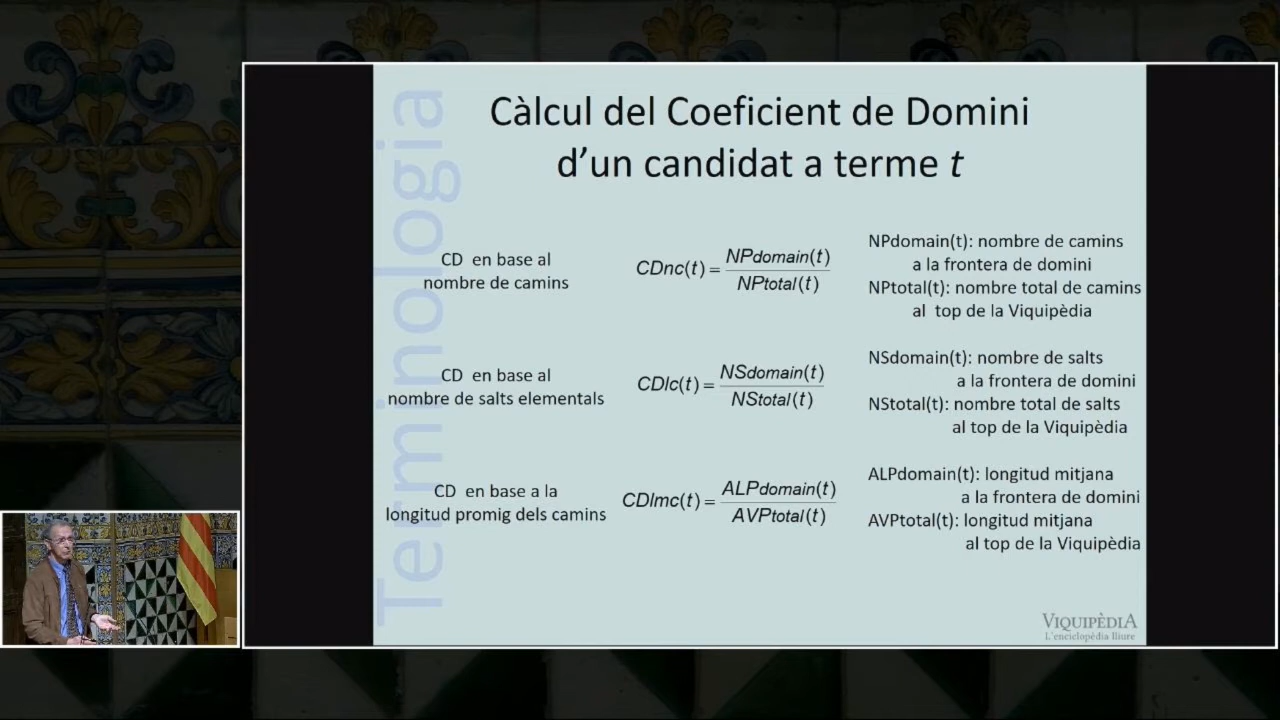 Terminologia
Càlcul del Coeficient de Domini
d'un candidat a terme t
CD en base al
nombre de camins
CDnc(t) = NPdomain(t)
NPtotal(t)
NPdomain(t): nombre de camins
a la frontera de domini
NPtotal(t): nombre total de camins
al top de la Viquipèdia
CD en base al
nombre de salts elementals
CDlc(t) = NSdomain(t)
NStotal(t)
NSdomain(t): nombre de salts
a la frontera de domini
NStotal(t): nombre total de salts
al top de la Viquipèdia
CD en base a la
longitud promig dels camins
CDlmc(t) = ALPdomain(t)
AVPtotal(t)
ALPdomain(t): longitud mitjana
a la frontera de domini
AVPtotal(t): longitud mitjana
al top de la Viquipèdia
VIQUIPÈDIA
L'enciclopèdia lliure